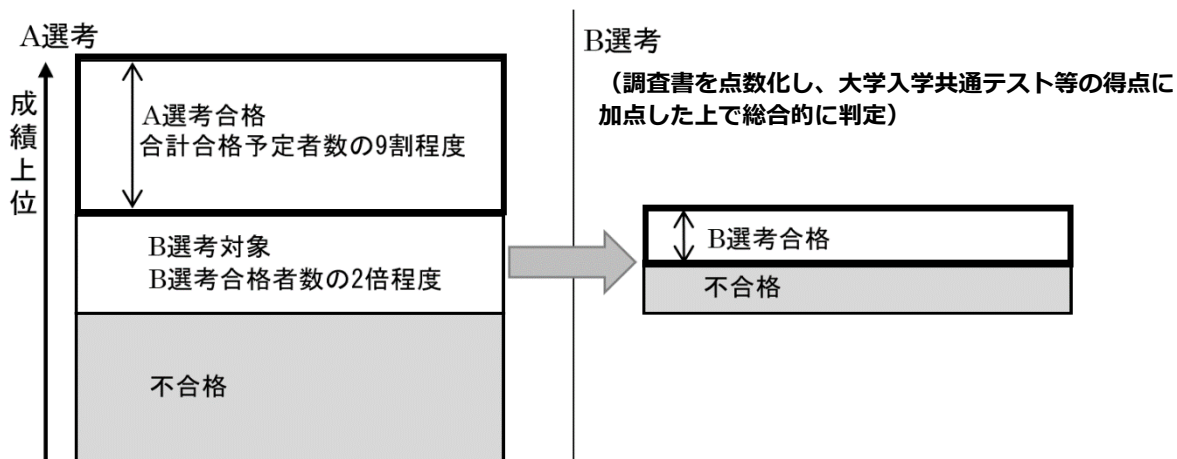 A選考
成績上位
A選考合格
合計合格予定者数の9割程度
B選考対象
B選考合格者数の2倍程度
不合格
B選考
（調査書を点数化し、大学入学共通テスト等の得点に
加点した上で総合的に判定）
B選考合格
不合格